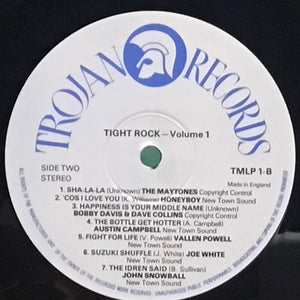 TROJAN RECORDS
TIGHT ROCK—Volume 1
SIDE TWO
STEREO
TMLP 1-B
Made in England
1. SHA-LA-LA (Unknown) THE MAYTONES Copyright Control
2. 'COS I LOVE YOU (K. Williams) HONEYBOY New Town Sound
3. HAPPINESS IS YOUR MIDDLE NAME (Unknown)
BOBBY DAVIS & DAVE COLLINS Copyright Control
4. THE BOTTLE GET HOTTER (A. Campbell)
AUSTIN CAMPBELL New Town Sound
5. FIGHT FOR LIFE (V. Powell) VALLEN POWELL
New Town Sound
6. SUZUKI SHUFFLE (J. White) JOE WHITE
New Town Sound
7. THE IDREN SAID (B. Sullivan)
JOHN SNOWBALL
New Town Sound